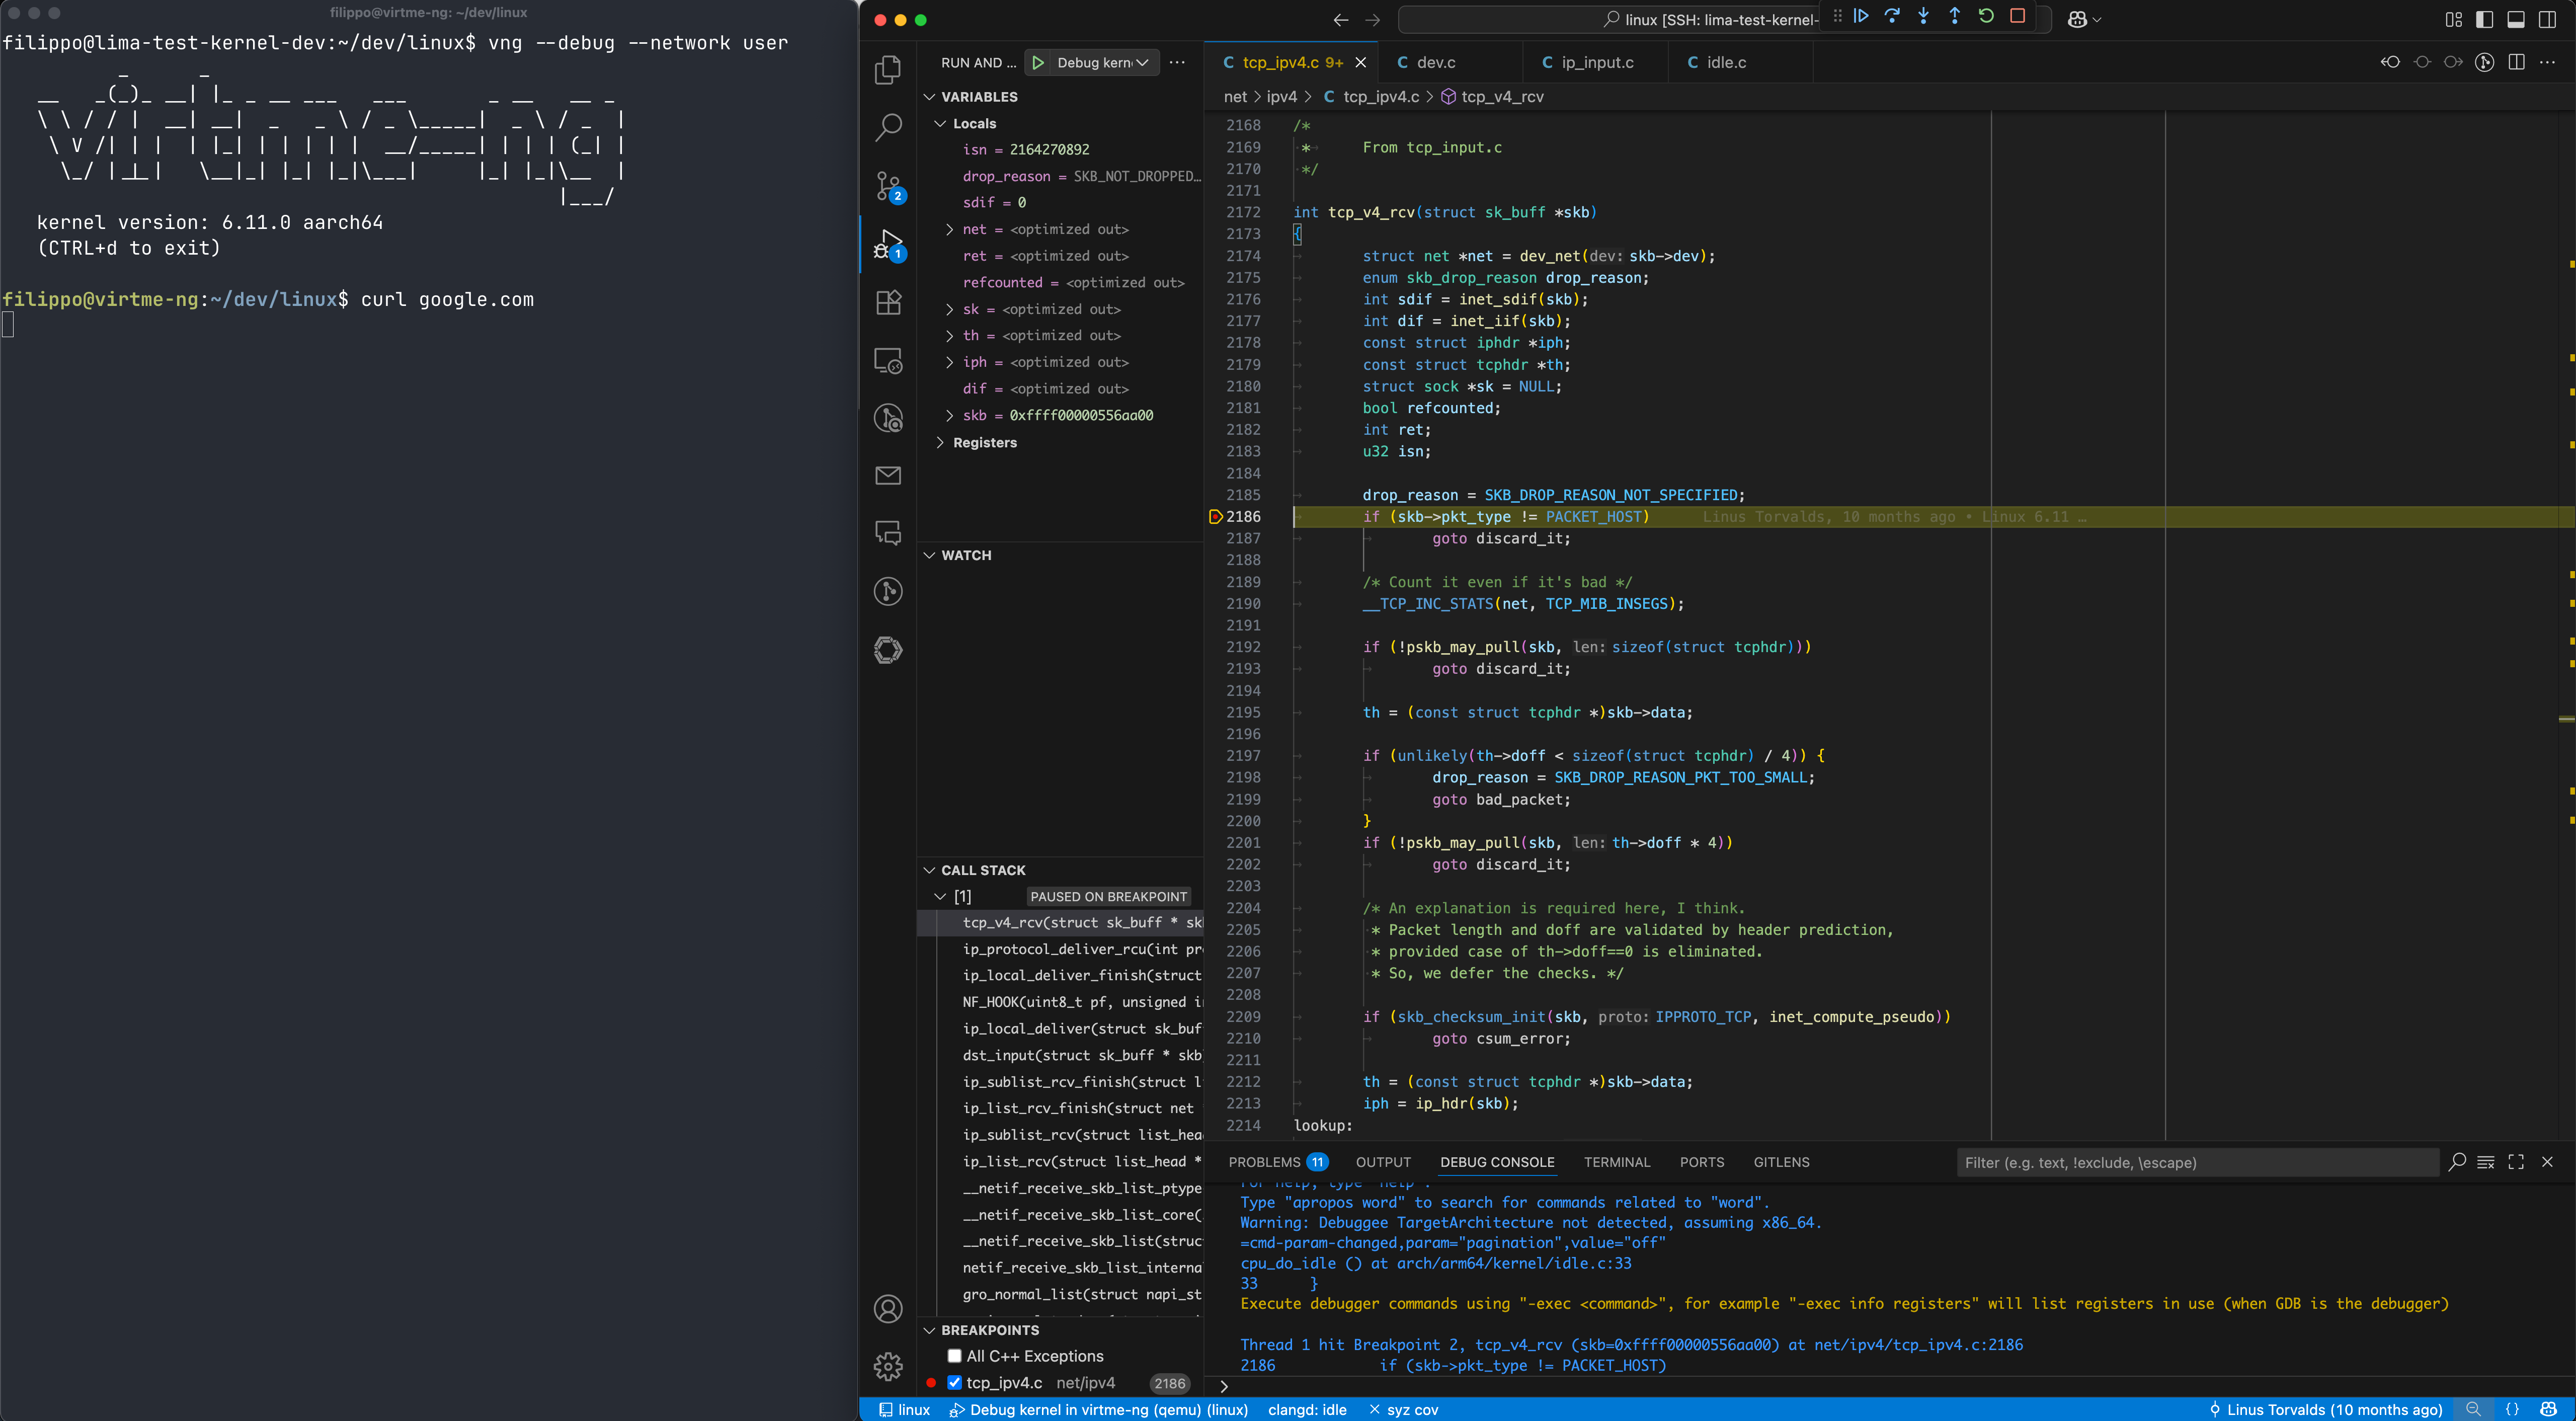 filippo@virtme-ng: ~/dev/linux
filippo@lima-test-kernel-dev:~/dev/linux$ vng --debug --network user
virtme-ng
kernel version: 6.11.0 aarch64
(CTRL+d to exit)
filippo@virtme-ng:~/dev/linux$ curl google.com
linux [SSH: lima-test-kernel-
RUN AND ...
Debug kern
VARIABLES
Locals
isn = 2164270892
drop_reason = SKB_NOT_DROPPED...
sdif = 0
net = <optimized out>
ret = <optimized out>
refcounted = <optimized out>
sk = <optimized out>
th = <optimized out>
iph = <optimized out>
dif = <optimized out>
skb = 0xffff00000556aa00
Registers
2
1
WATCH
CALL STACK
[1] PAUSED ON BREAKPOINT
tcp_v4_rcv(struct sk_buff * sk
ip_protocol_deliver_rcu(int pr
ip_local_deliver_finish(struct
NF_HOOK(uint8_t pf, unsigned i
ip_local_deliver(struct sk_buf
dst_input(struct sk_buff * skb
ip_sublist_rcv_finish(struct l
ip_list_rcv_finish(struct net
ip_sublist_rcv(struct list_hea
ip_list_rcv(struct list_head *
__netif_receive_skb_list_ptype
__netif_receive_skb_list_core(
__netif_receive_skb_list(struc
netif_receive_skb_list_interna
gro_normal_list(struct napi_st
BREAKPOINTS
All C++ Exceptions
tcp_ipv4.c net/ipv4 2186
C tcp_ipv4.c 9+
C dev.c
C ip_input.c
C idle.c
net > ipv4 > C tcp_ipv4.c > tcp_v4_rcv
2168 /*
2169 * From tcp_input.c
2170 */
2171
2172 int tcp_v4_rcv(struct sk_buff *skb)
2173 {
2174 struct net *net = dev_net(dev: skb->dev);
2175 enum skb_drop_reason drop_reason;
2176 int sdif = inet_sdif(skb);
2177 int dif = inet_iif(skb);
2178 const struct iphdr *iph;
2179 const struct tcphdr *th;
2180 struct sock *sk = NULL;
2181 bool refcounted;
2182 int ret;
2183 u32 isn;
2184
2185 drop_reason = SKB_DROP_REASON_NOT_SPECIFIED;
2186 if (skb->pkt_type != PACKET_HOST) Linus Torvalds, 10 months ago • Linux 6.11 …
2187 goto discard_it;
2188
2189 /* Count it even if it's bad */
2190 __TCP_INC_STATS(net, TCP_MIB_INSEGS);
2191
2192 if (!pskb_may_pull(skb, len: sizeof(struct tcphdr)))
2193 goto discard_it;
2194
2195 th = (const struct tcphdr *)skb->data;
2196
2197 if (unlikely(th->doff < sizeof(struct tcphdr) / 4)) {
2198 drop_reason = SKB_DROP_REASON_PKT_TOO_SMALL;
2199 goto bad_packet;
2200 }
2201 if (!pskb_may_pull(skb, len: th->doff * 4))
2202 goto discard_it;
2203
2204 /* An explanation is required here, I think.
2205 * Packet length and doff are validated by header prediction,
2206 * provided case of th->doff==0 is eliminated.
2207 * So, we defer the checks. */
2208
2209 if (skb_checksum_init(skb, proto: IPPROTO_TCP, inet_compute_pseudo))
2210 goto csum_error;
2211
2212 th = (const struct tcphdr *)skb->data;
2213 iph = ip_hdr(skb);
2214 lookup:
PROBLEMS 11 OUTPUT DEBUG CONSOLE TERMINAL PORTS GITLENS
Filter (e.g. text, !exclude, \escape)
For help, type "help".
Type "apropos word" to search for commands related to "word".
Warning: Debuggee TargetArchitecture not detected, assuming x86_64.
=cmd-param-changed,param="pagination",value="off"
cpu_do_idle () at arch/arm64/kernel/idle.c:33
33 }
Execute debugger commands using "-exec <command>", for example "-exec info registers" will list registers in use (when GDB is the debugger)
Thread 1 hit Breakpoint 2, tcp_v4_rcv (skb=0xffff00000556aa00) at net/ipv4/tcp_ipv4.c:2186
2186 if (skb->pkt_type != PACKET_HOST)
>
linux
Debug kernel in virtme-ng (qemu) (linux)
clangd: idle
syz cov
Linus Torvalds (10 months ago)
{}